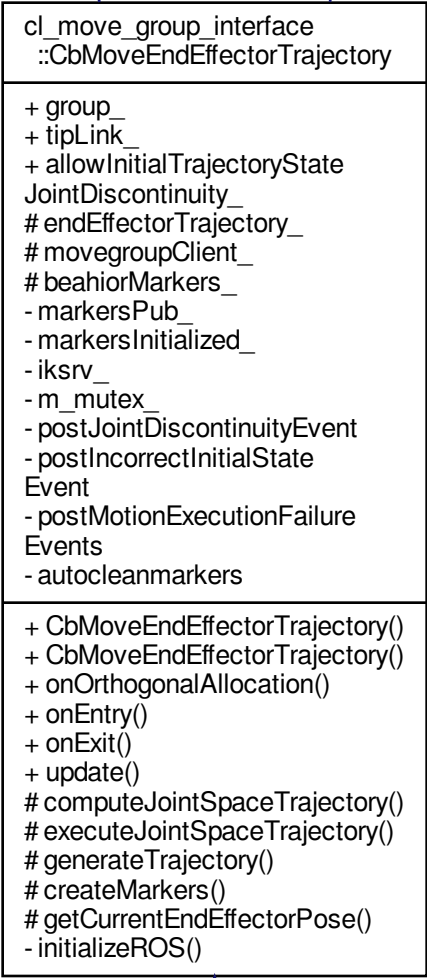 cl_move_group_interface
::CbMoveEndEffectorTrajectory
+ group_
+ tipLink_
+ allowInitialTrajectoryState
JointDiscontinuity_
# endEffectorTrajectory_
# movegroupClient_
# beahiorMarkers_
- markersPub_
- markersInitialized_
- iksrv_
- m_mutex_
- postJointDiscontinuityEvent
- postIncorrectInitialState
Event
- postMotionExecutionFailure
Events
- autocleanmarkers
+ CbMoveEndEffectorTrajectory()
+ CbMoveEndEffectorTrajectory()
+ onOrthogonalAllocation()
+ onEntry()
+ onExit()
+ update()
# computeJointSpaceTrajectory()
# executeJointSpaceTrajectory()
# generateTrajectory()
# createMarkers()
# getCurrentEndEffectorPose()
- initializeROS()